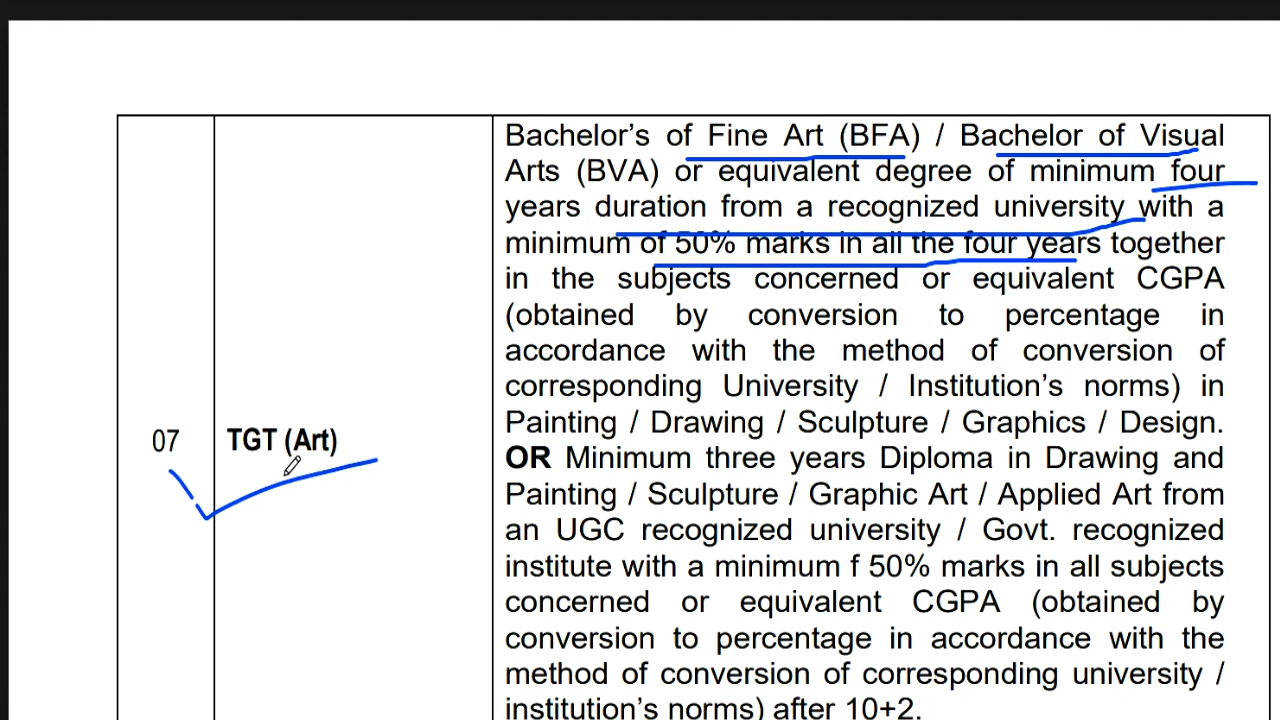 Bachelor’s of Fine Art (BFA) / Bachelor of Visual
Arts (BVA) or equivalent degree of minimum four
years duration from a recognized university with a
minimum of 50% marks in all the four years together
in the subjects concerned or equivalent CGPA
(obtained by conversion to percentage in
accordance with the method of conversion of
corresponding University / Institution’s norms) in
Painting / Drawing / Sculpture / Graphics / Design.
07 TGT (Art)
OR Minimum three years Diploma in Drawing and
Painting / Sculpture / Graphic Art / Applied Art from
an UGC recognized university / Govt. recognized
institute with a minimum f 50% marks in all subjects
concerned or equivalent CGPA (obtained by
conversion to percentage in accordance with the
method of conversion of corresponding university /
institution’s norms) after 10+2.